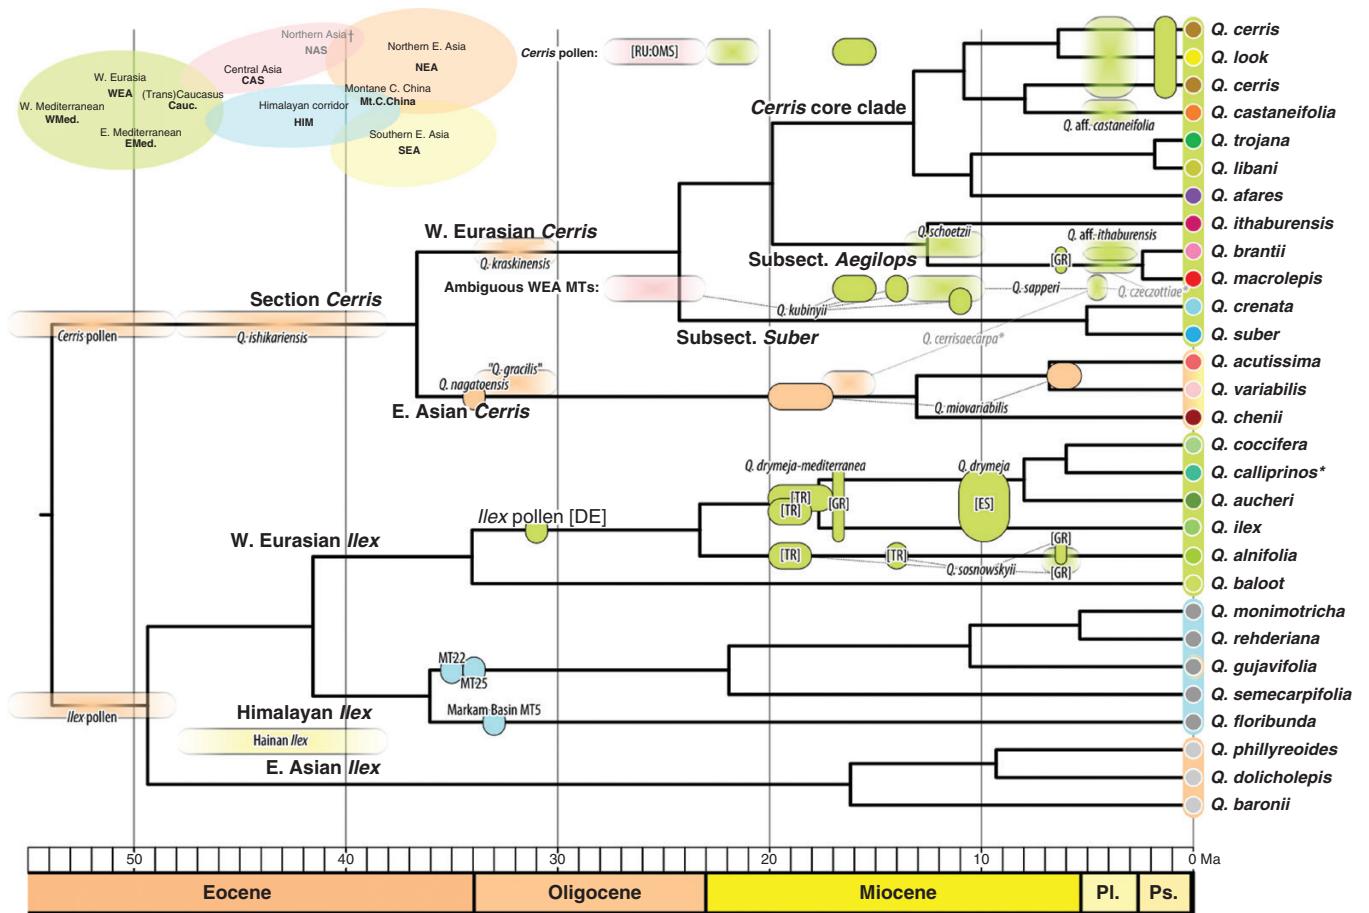 Northern Asia †
NAS
Northern E. Asia
NEA
W. Eurasia
WEA
Central Asia
CAS
(Trans)Caucasus
Cauc.
W. Mediterranean
WMed.
E. Mediterranean
EMed.
Himalayan corridor
HIM
Montane C. China
Mt.C.China
Southern E. Asia
SEA
Cerris pollen:
[RU:OMS]
Q. cerris
Q. look
Q. cerris
Q. castaneifolia
Q. trojana
Q. libani
Q. afares
Q. ithaburensis
Q. brantii
Q. macrolepis
Q. crenata
Q. suber
Q. acutissima
Q. variabilis
Q. chenii
Q. coccifera
Q. calliprinos*
Q. aucheri
Q. ilex
Q. alnifolia
Q. baloot
Q. monimotricha
Q. rehderiana
Q. gujavifolia
Q. semecarpifolia
Q. floribunda
Q. phillyreoides
Q. dolicholepis
Q. baronii
Cerris core clade
Q. aff. castaneifolia
W. Eurasian Cerris
Q. kraskinensis
Q. schoetzii
Q. aff. ithaburensis
Subsect. Aegilops
[GR]
Ambiguous WEA MTs:
Q. kubinyii
Q. sapperi
Q. czeczottiae*
Section Cerris
Cerris pollen
Q. ishikariensis
Subsect. Suber
Q. cerrisaecarpa*
"Q. gracilis"
Q. nagatoensis
E. Asian Cerris
Q. miovariabilis
Q. drymeja-mediterranea
Q. drymeja
[TR]
[TR]
[GR]
[ES]
Ilex pollen [DE]
W. Eurasian Ilex
[TR]
[TR]
[GR]
Q. sosnowskyii
[GR]
MT22
MT25
Markam Basin MT5
Ilex pollen
Himalayan Ilex
Hainan Ilex
E. Asian Ilex
50
40
30
20
10
0 Ma
Eocene
Oligocene
Miocene
Pl.
Ps.